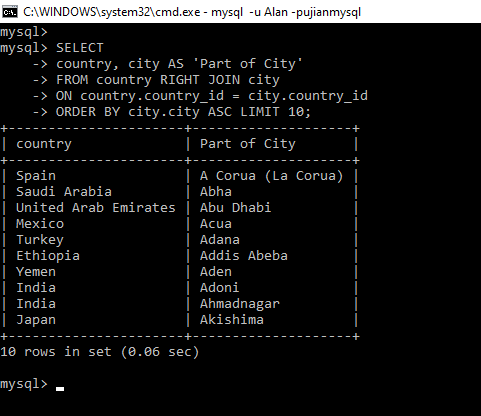 C:\WINDOWS\system32\cmd.exe - mysql  -u Alan -pujianmysql
mysql>
mysql> SELECT
    -> country, city AS 'Part of City'
    -> FROM country RIGHT JOIN city
    -> ON country.country_id = city.country_id
    -> ORDER BY city.city ASC LIMIT 10;
+----------------------+--------------------+
| country              | Part of City       |
+----------------------+--------------------+
| Spain                | A Corua (La Corua) |
| Saudi Arabia         | Abha               |
| United Arab Emirates | Abu Dhabi          |
| Mexico               | Acua               |
| Turkey               | Adana              |
| Ethiopia             | Addis Abeba        |
| Yemen                | Aden               |
| India                | Adoni              |
| India                | Ahmadnagar         |
| Japan                | Akishima           |
+----------------------+--------------------+
10 rows in set (0.06 sec)
mysql>